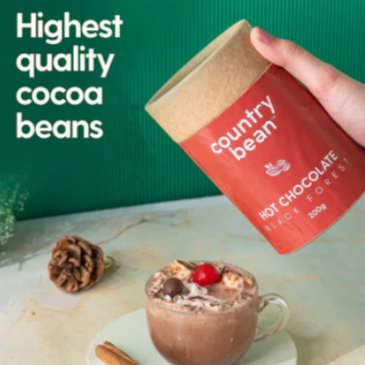 Highest
quality
cocoa
beans
country
bean
HOT CHOCOLATE
BLACK FOREST
200g